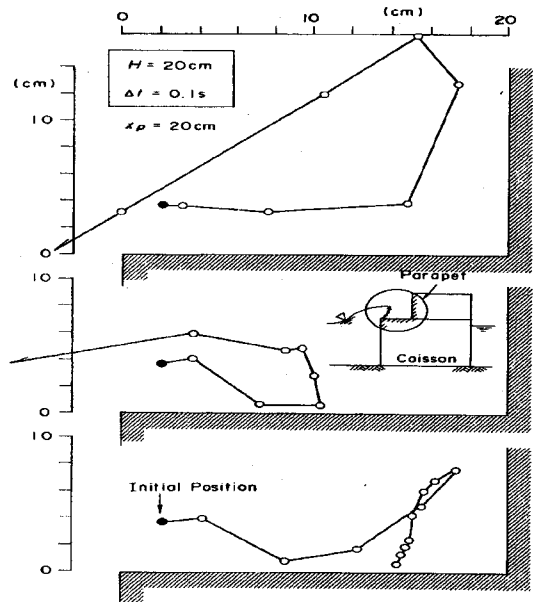 (cm)
0 10 20
H = 20cm
Δt = 0.1s
xp = 20cm
(cm)
10
0
10
0
Parapet
Caisson
10
0
Initial Position